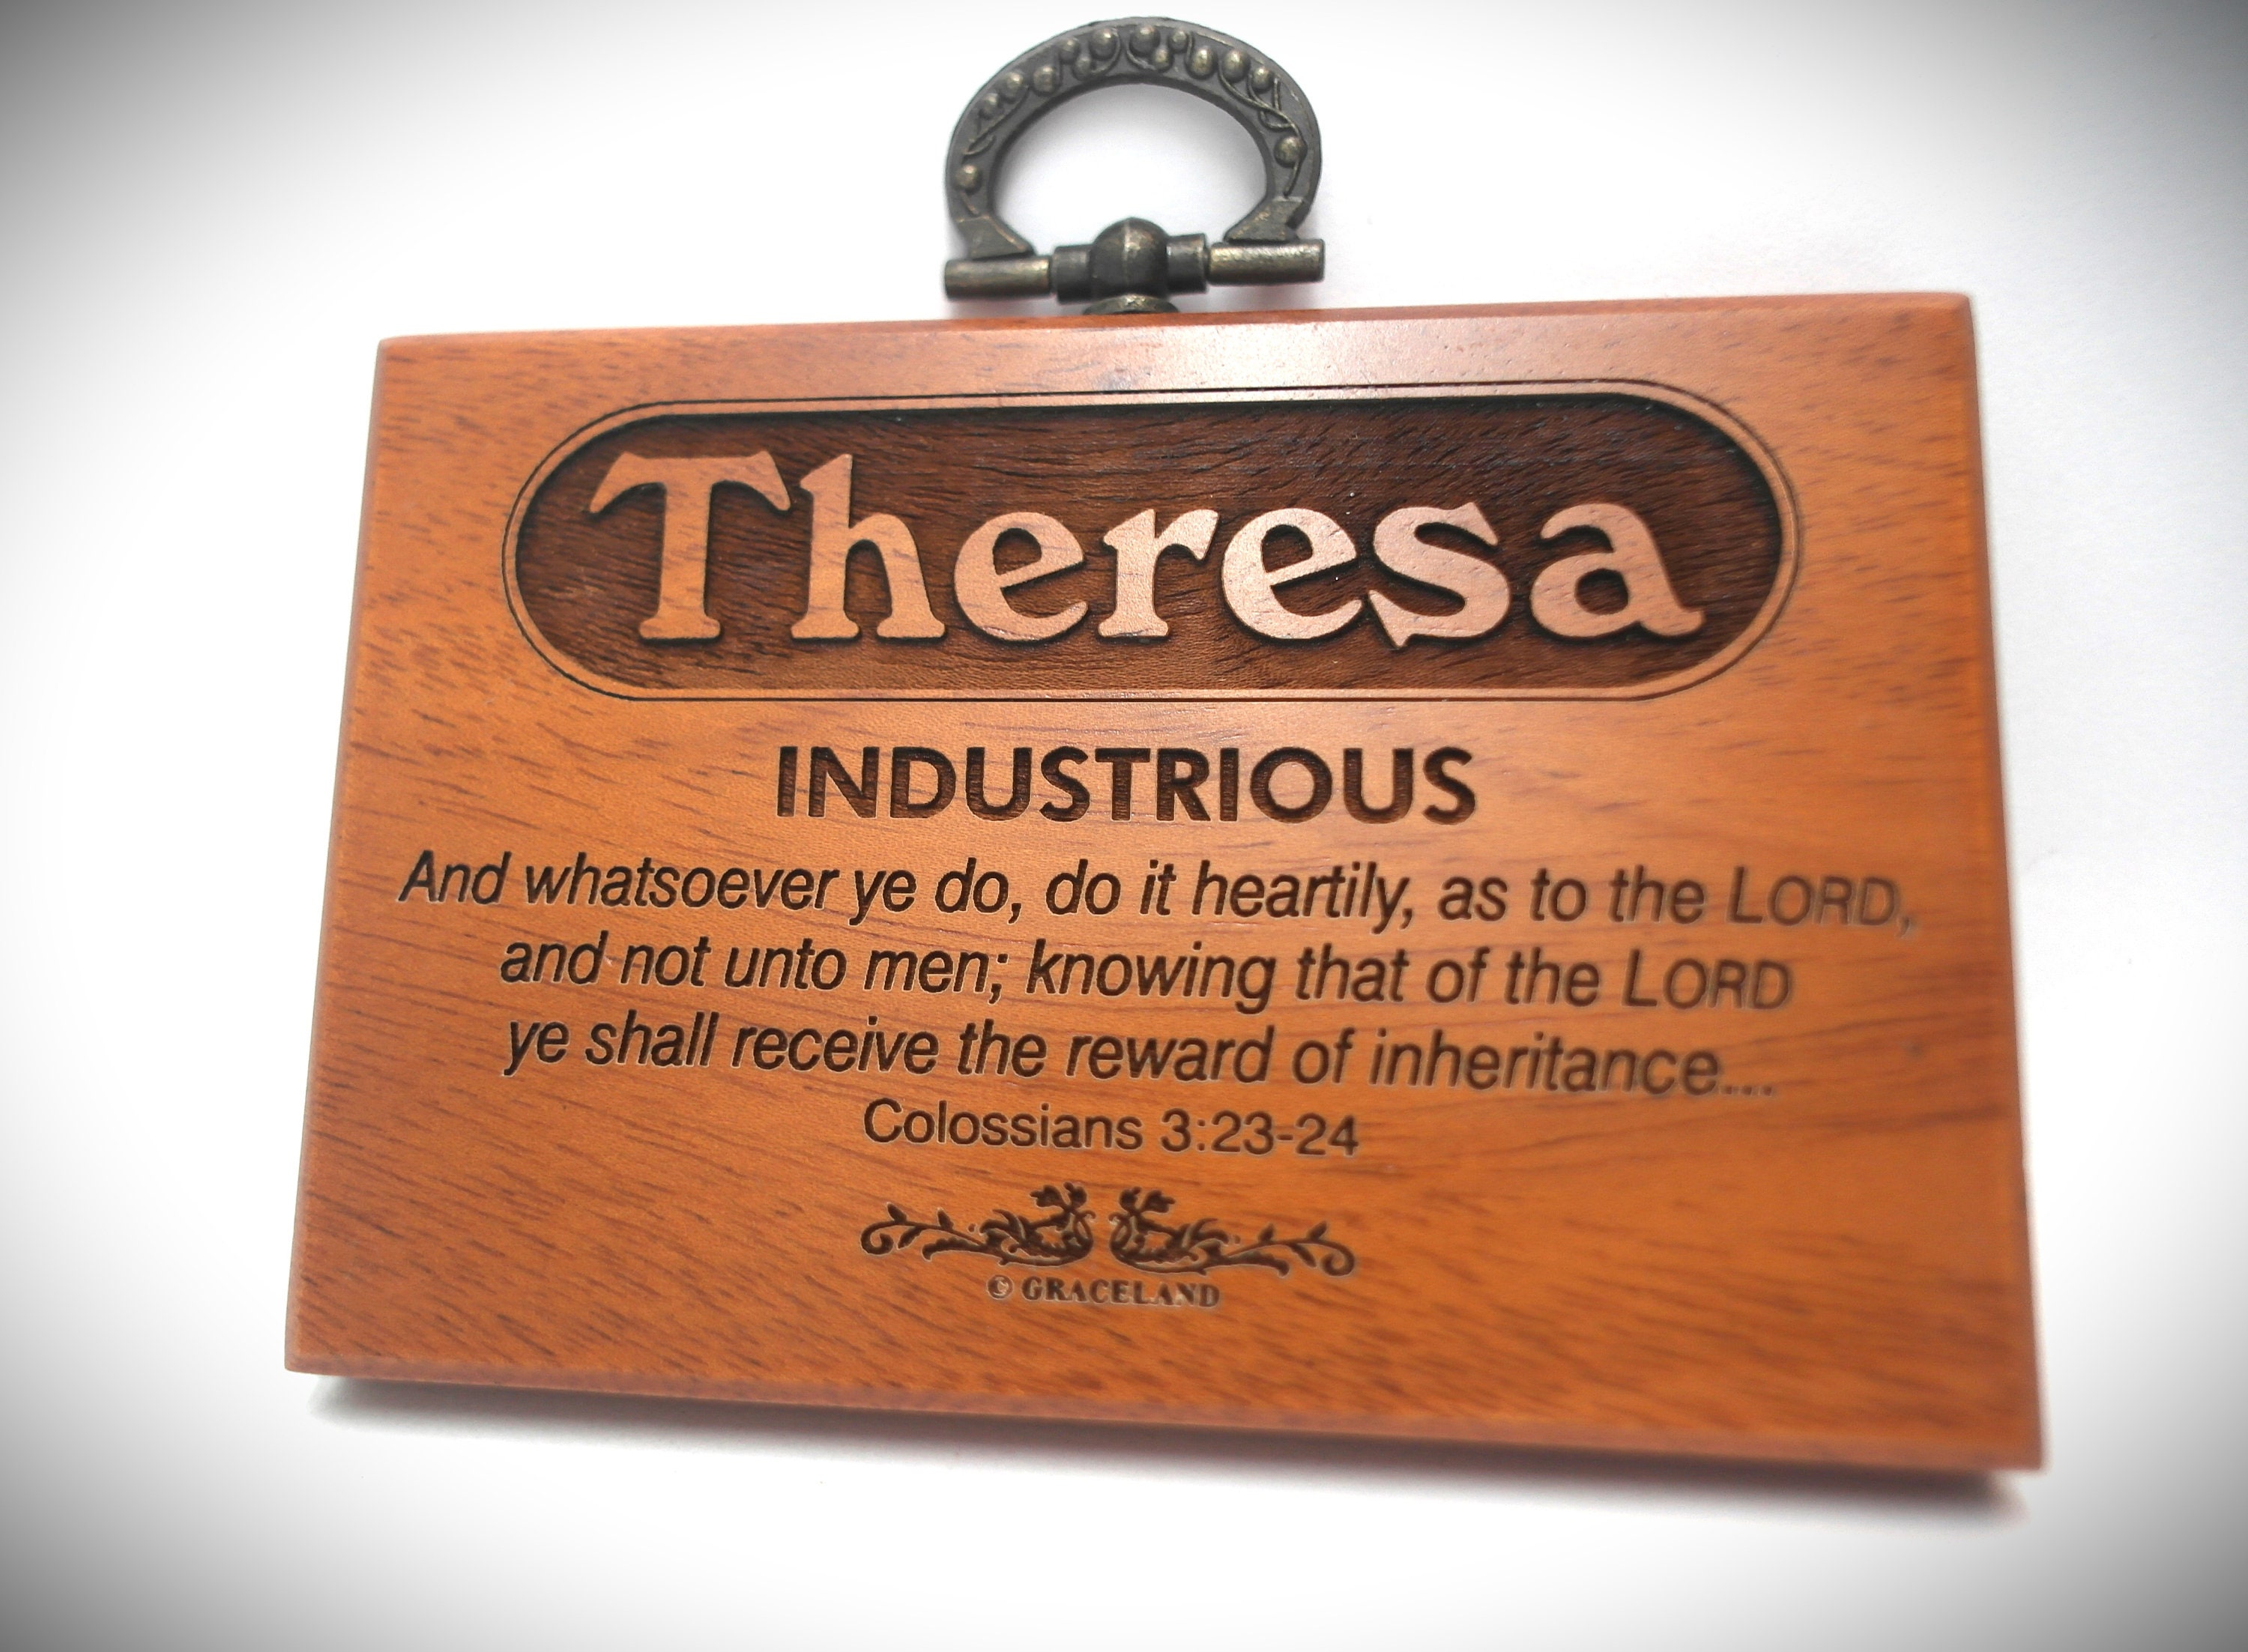 Theresa
INDUSTRIOUS
And whatsoever ye do, do it heartily, as to the LORD,
and not unto men; knowing that of the LORD
ye shall receive the reward of inheritance...
Colossians 3:23-24
© GRACELAND